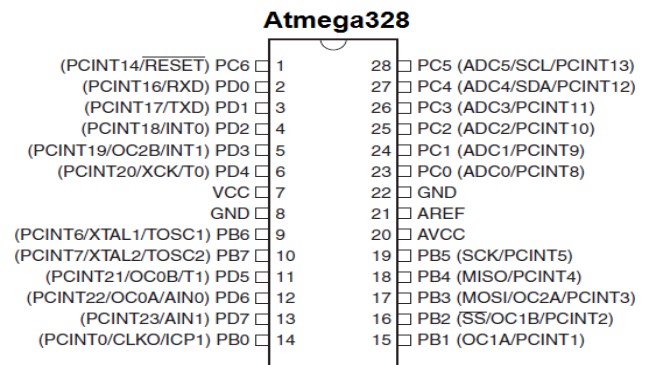 Atmega328
(PCINT14/RESET) PC6 1 28 PC5 (ADC5/SCL/PCINT13)
(PCINT16/RXD) PD0 2 27 PC4 (ADC4/SDA/PCINT12)
(PCINT17/TXD) PD1 3 26 PC3 (ADC3/PCINT11)
(PCINT18/INT0) PD2 4 25 PC2 (ADC2/PCINT10)
(PCINT19/OC2B/INT1) PD3 5 24 PC1 (ADC1/PCINT9)
(PCINT20/XCK/T0) PD4 6 23 PC0 (ADC0/PCINT8)
VCC 7 22 GND
GND 8 21 AREF
(PCINT6/XTAL1/TOSC1) PB6 9 20 AVCC
(PCINT7/XTAL2/TOSC2) PB7 10 19 PB5 (SCK/PCINT5)
(PCINT21/OC0B/T1) PD5 11 18 PB4 (MISO/PCINT4)
(PCINT22/OC0A/AIN0) PD6 12 17 PB3 (MOSI/OC2A/PCINT3)
(PCINT23/AIN1) PD7 13 16 PB2 (SS/OC1B/PCINT2)
(PCINT0/CLKO/ICP1) PB0 14 15 PB1 (OC1A/PCINT1)